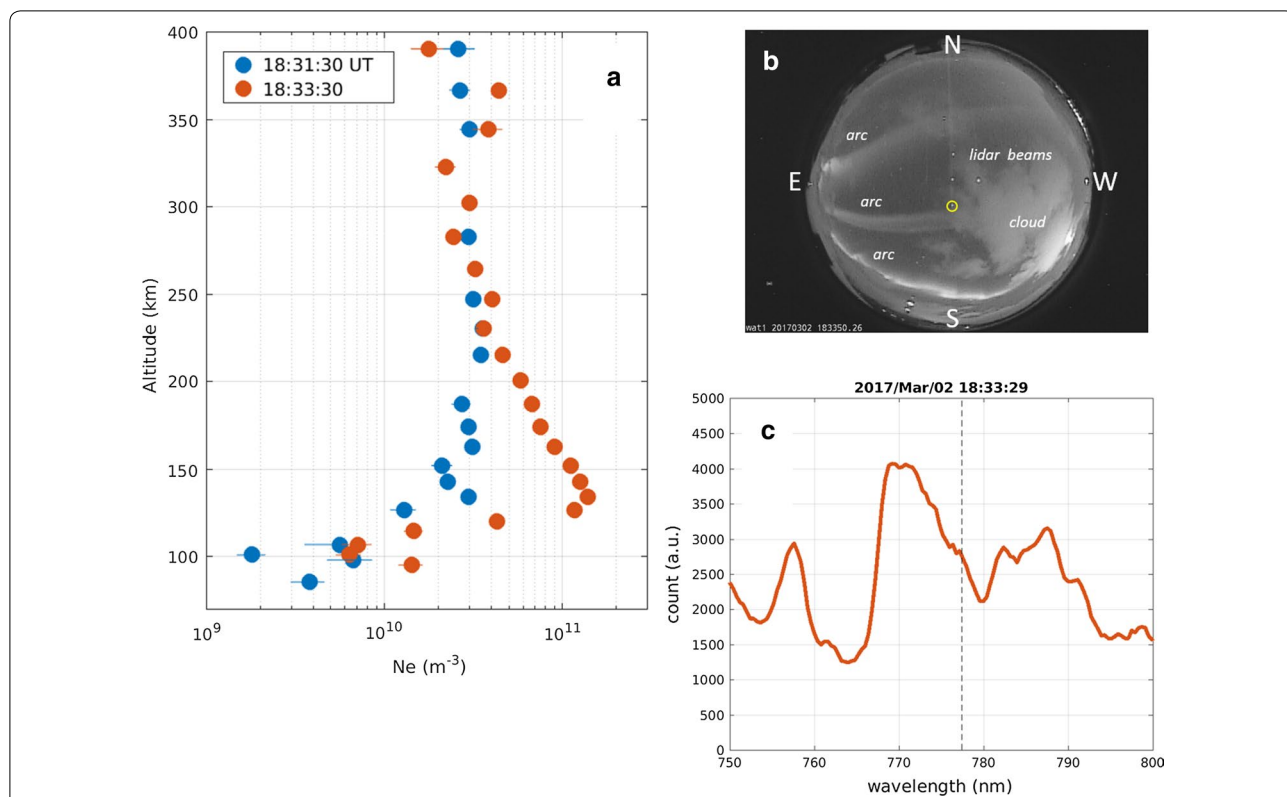 a
18:31:30 UT
18:33:30
400
350
300
250
200
150
100
Altitude (km)
10^9
10^10
10^11
Ne (m^-3)
b
N
arc
lidar beams
E
W
arc
cloud
arc
S
wat1 20170302 183350.26
2017/Mar/02 18:33:29
c
5000
4500
4000
3500
3000
2500
2000
1500
1000
500
0
count (a.u.)
750
760
770
780
790
800
wavelength (nm)